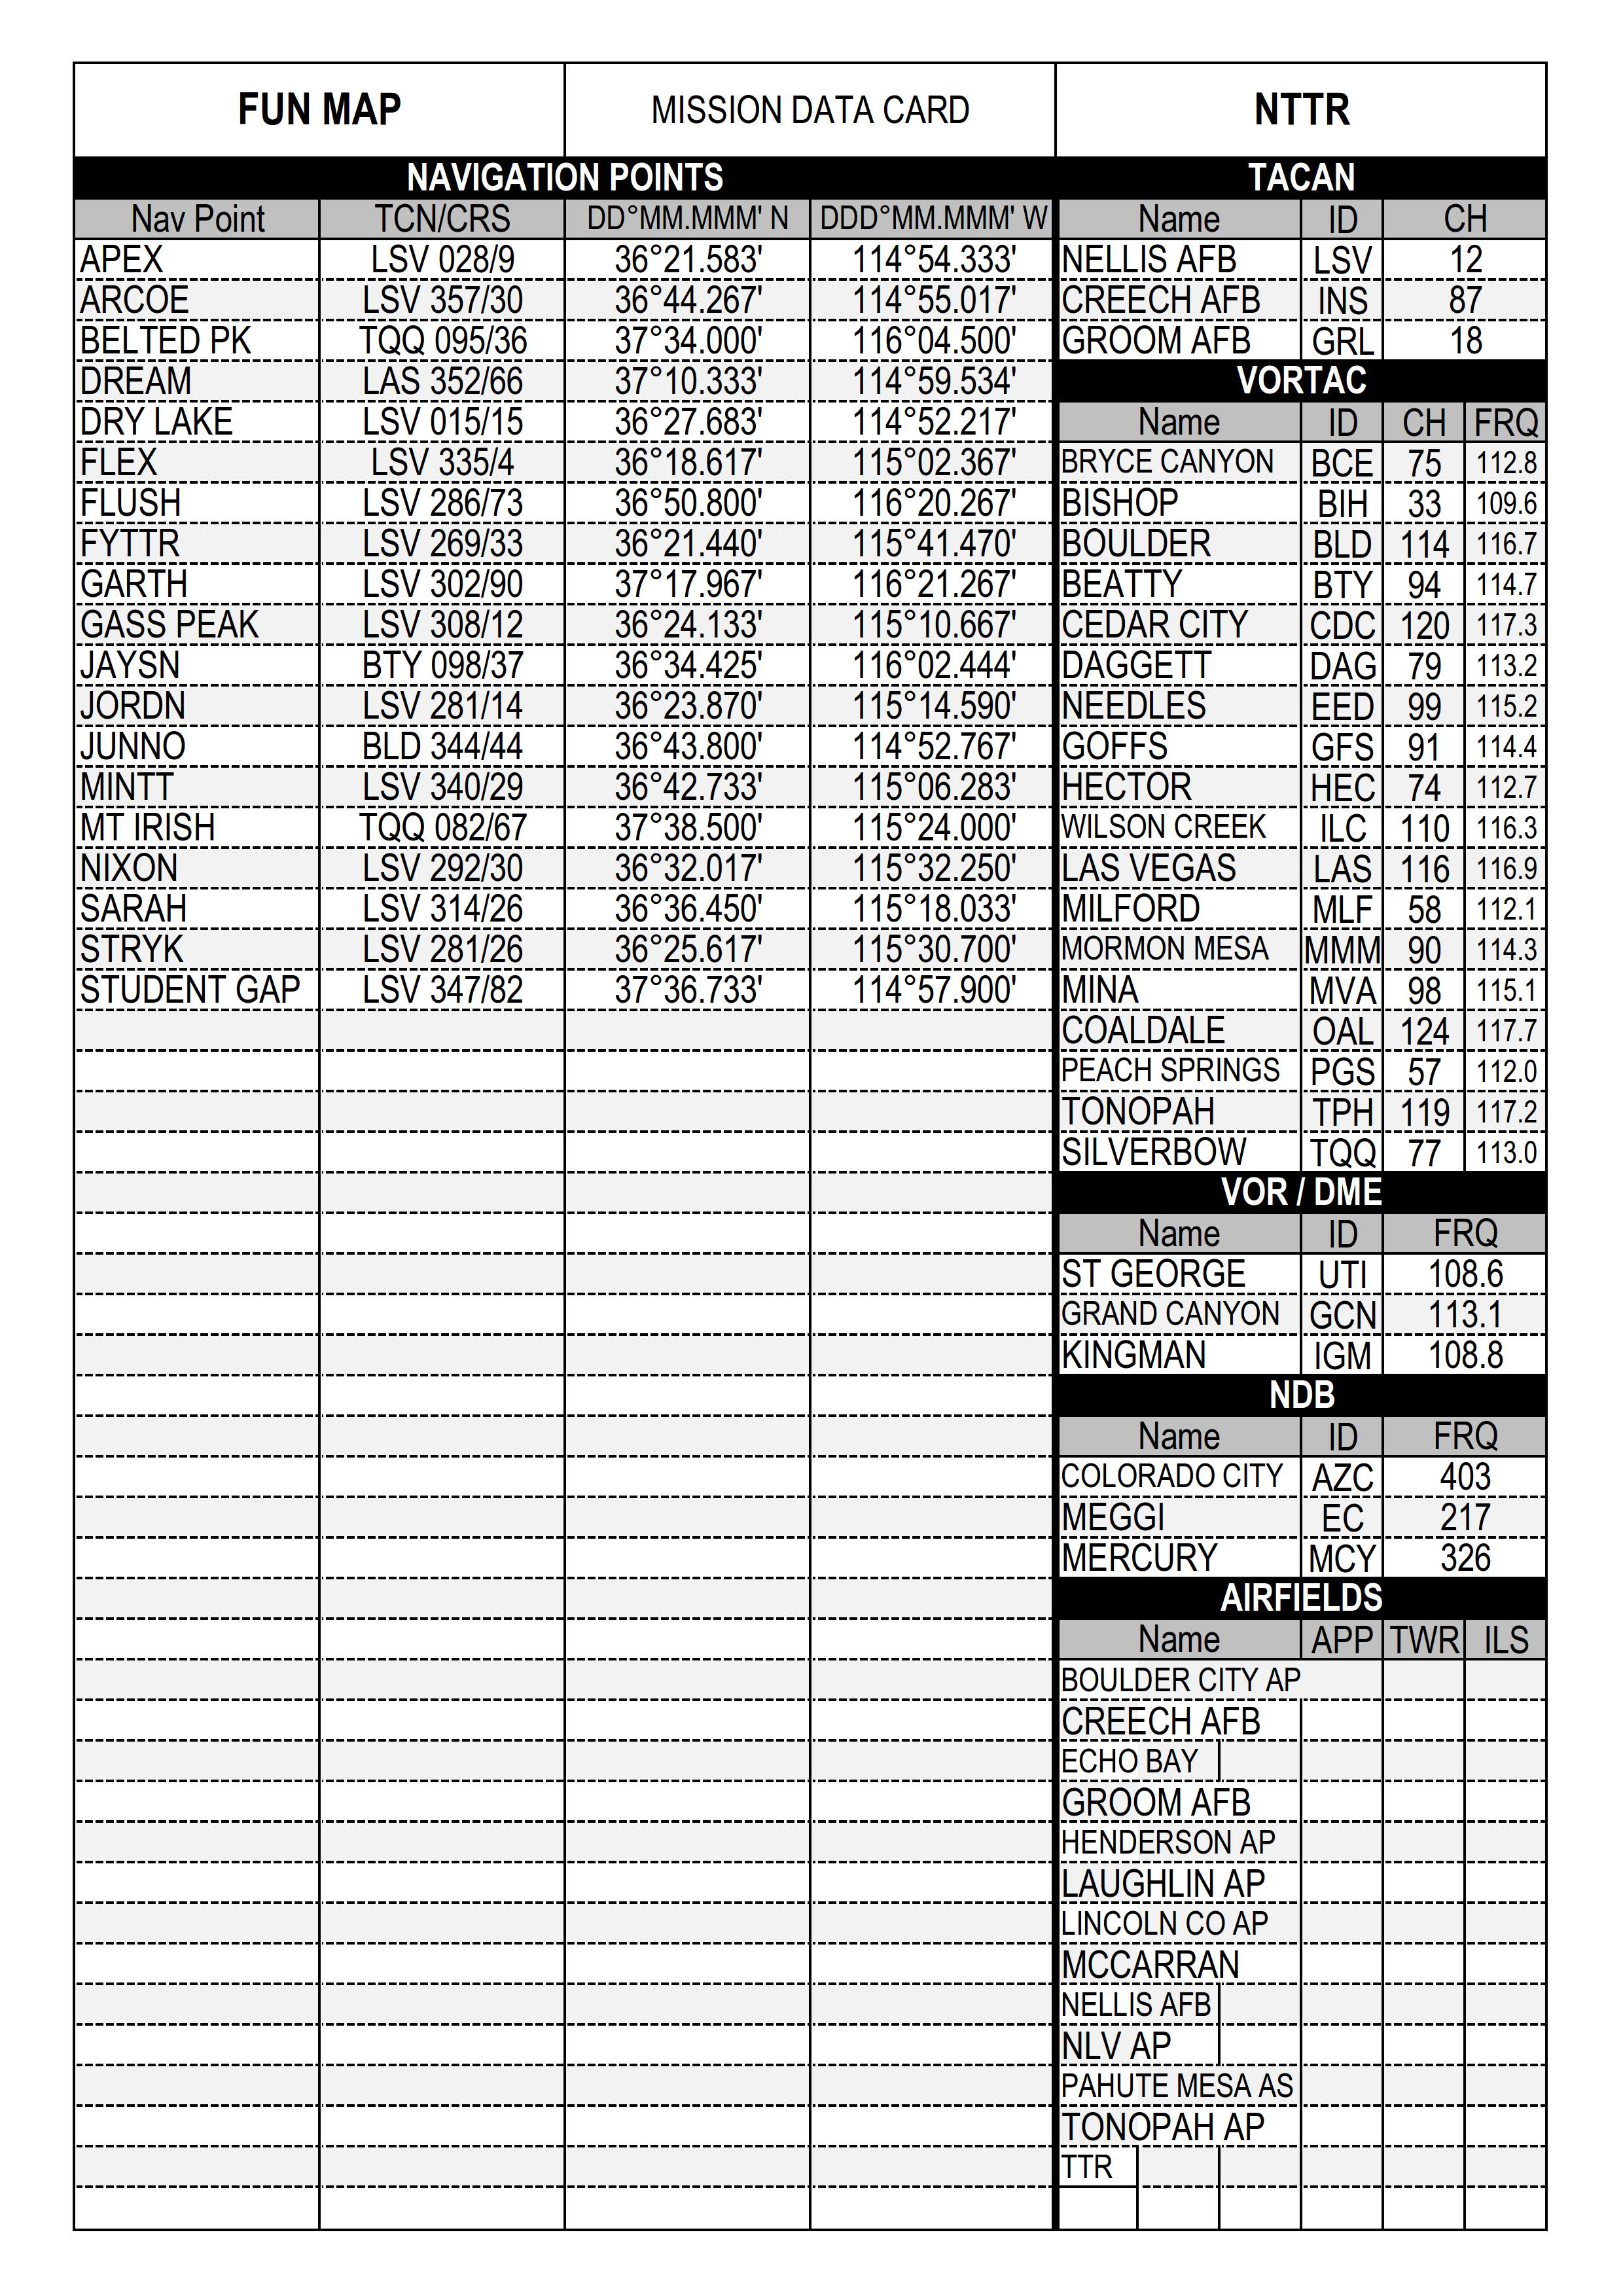 FUN MAP MISSION DATA CARD NTTR
NAVIGATION POINTS
Nav Point TCN/CRS DD°MM.MMM' N DDD°MM.MMM' W
APEX LSV 028/9 36°21.583' 114°54.333'
ARCOE LSV 357/30 36°44.267' 114°55.017'
BELTED PK TQQ 095/36 37°34.000' 116°04.500'
DREAM LAS 352/66 37°10.333' 114°59.534'
DRY LAKE LSV 015/15 36°27.683' 114°52.217'
FLEX LSV 335/4 36°18.617' 115°02.367'
FLUSH LSV 286/73 36°50.800' 116°20.267'
FYTTR LSV 269/33 36°21.440' 115°41.470'
GARTH LSV 302/90 37°17.967' 116°21.267'
GASS PEAK LSV 308/12 36°24.133' 115°10.667'
JAYSN BTY 098/37 36°34.425' 116°02.444'
JORDN LSV 281/14 36°23.870' 115°14.590'
JUNNO BLD 344/44 36°43.800' 114°52.767'
MINTT LSV 340/29 36°42.733' 115°06.283'
MT IRISH TQQ 082/67 37°38.500' 115°24.000'
NIXON LSV 292/30 36°32.017' 115°32.250'
SARAH LSV 314/26 36°36.450' 115°18.033'
STRYK LSV 281/26 36°25.617' 115°30.700'
STUDENT GAP LSV 347/82 37°36.733' 114°57.900'
TACAN
Name ID CH
NELLIS AFB LSV 12
CREECH AFB INS 87
GROOM AFB GRL 18
VORTAC
Name ID CH FRQ
BRYCE CANYON BCE 75 112.8
BISHOP BIH 33 109.6
BOULDER BLD 114 116.7
BEATTY BTY 94 114.7
CEDAR CITY CDC 120 117.3
DAGGETT DAG 79 113.2
NEEDLES EED 99 115.2
GOFFS GFS 91 114.4
HECTOR HEC 74 112.7
WILSON CREEK ILC 110 116.3
LAS VEGAS LAS 116 116.9
MILFORD MLF 58 112.1
MORMON MESA MMM 90 114.3
MINA MVA 98 115.1
COALDALE OAL 124 117.7
PEACH SPRINGS PGS 57 112.0
TONOPAH TPH 119 117.2
SILVERBOW TQQ 77 113.0
VOR / DME
Name ID FRQ
ST GEORGE UTI 108.6
GRAND CANYON GCN 113.1
KINGMAN IGM 108.8
NDB
Name ID FRQ
COLORADO CITY AZC 403
MEGGI EC 217
MERCURY MCY 326
AIRFIELDS
Name APP TWR ILS
BOULDER CITY AP
CREECH AFB
ECHO BAY
GROOM AFB
HENDERSON AP
LAUGHLIN AP
LINCOLN CO AP
MCCARRAN
NELLIS AFB
NLV AP
PAHUTE MESA AS
TONOPAH AP
TTR